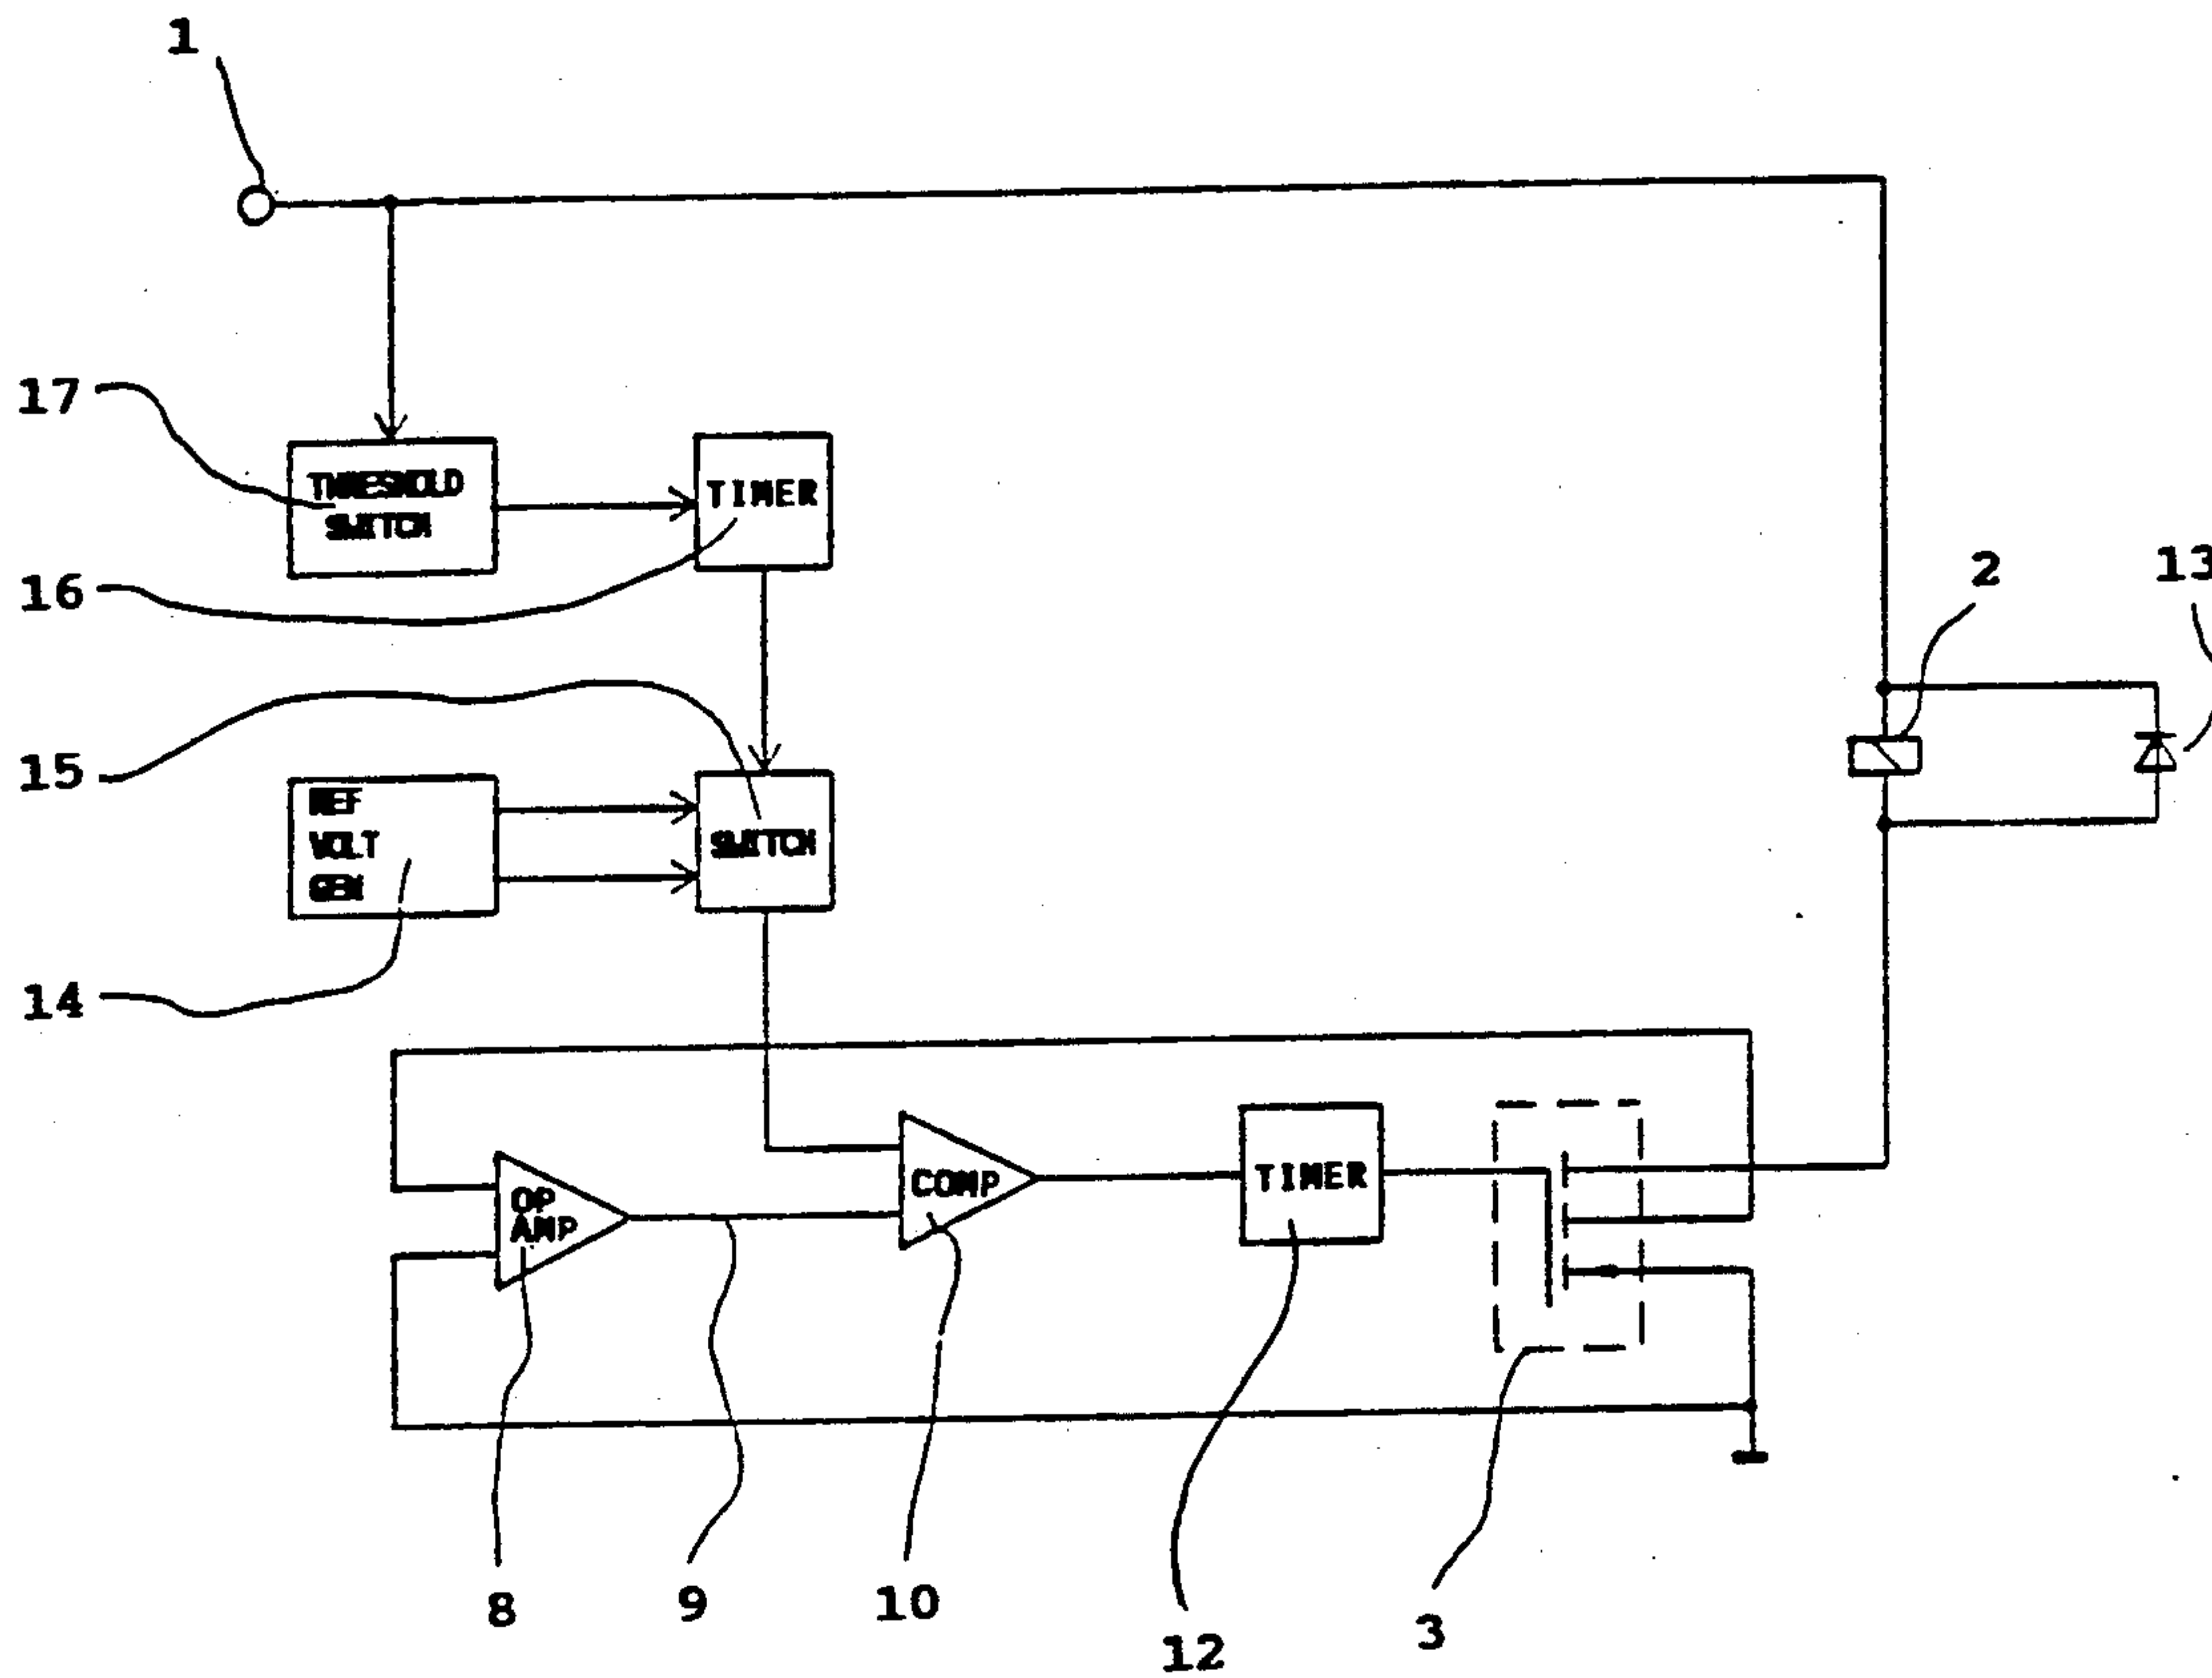 1
17
THRESHOLD
SWITCH
TIMER
16
2
13
15
REF
VOLT
GEN
SWITCH
14
OP
AMP
COMP
TIMER
8
9
10
12
3